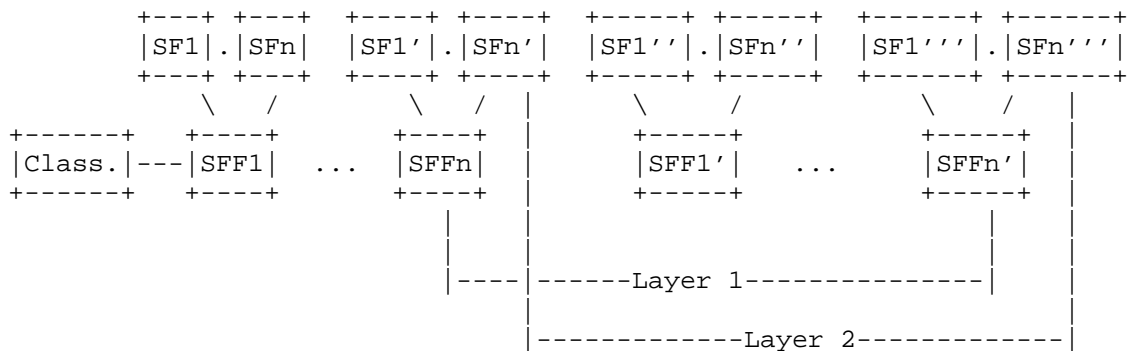 SF1 . SFn SF1' . SFn' SF1'' . SFn'' SF1''' . SFn'''
Class. SFF1 ... SFFn SFF1' ... SFFn'
Layer 1
Layer 2